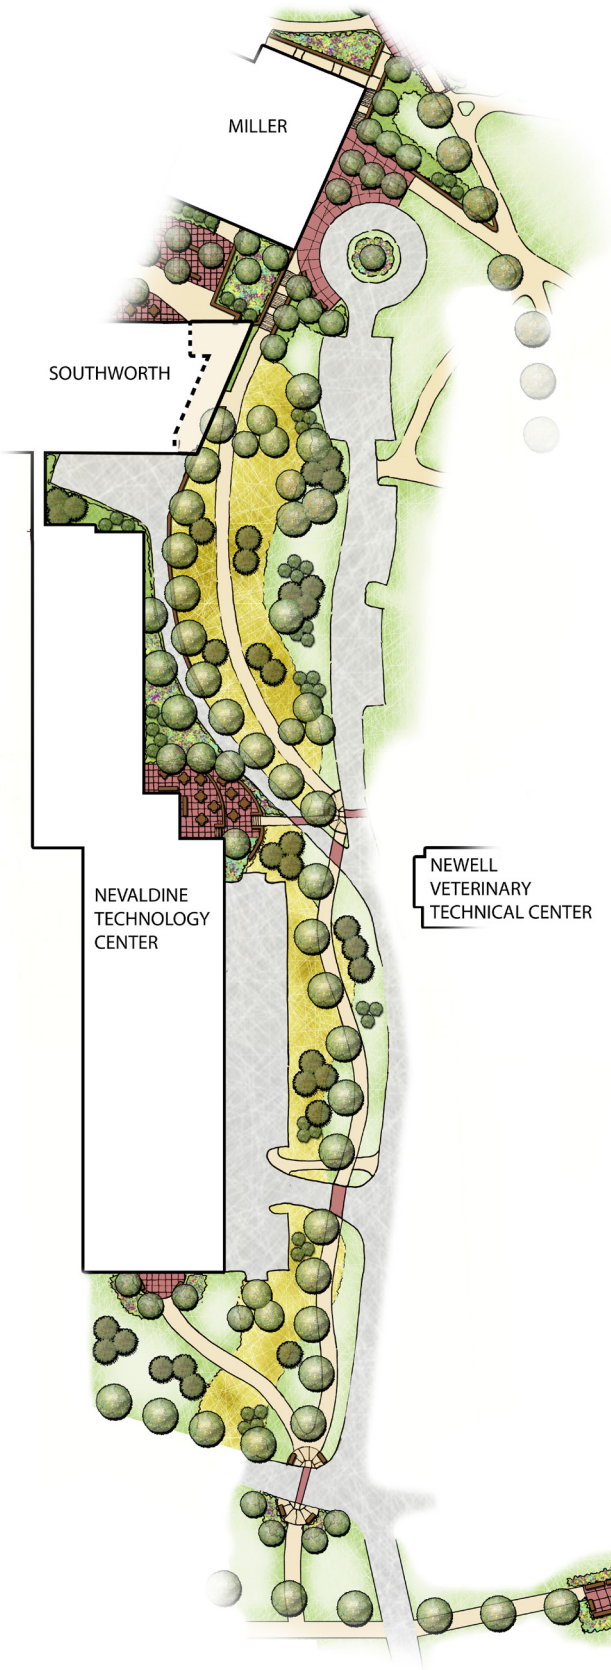 MILLER
SOUTHWORTH
NEWELL
VETERINARY
TECHNICAL CENTER
NEVALDINE
TECHNOLOGY
CENTER